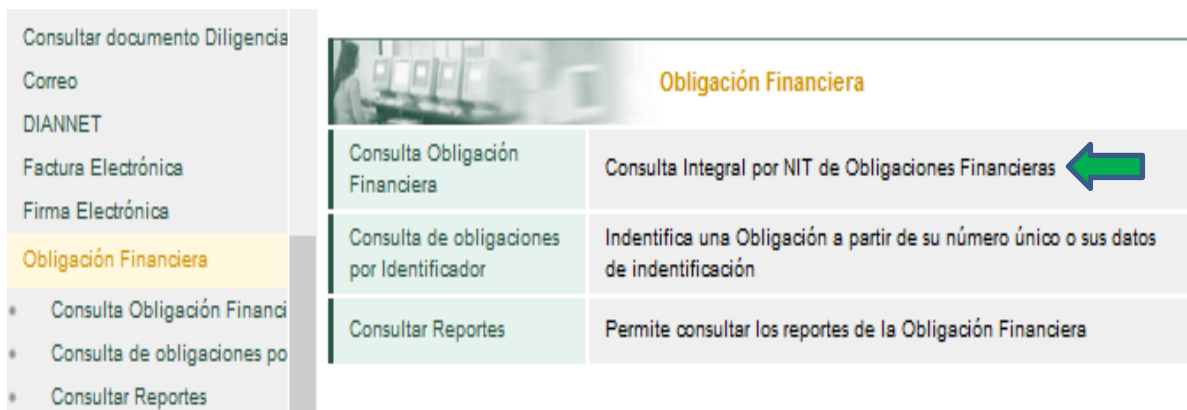 Consultar documento Diligencia
Correo
DIANNET
Factura Electrónica
Firma Electrónica
Obligación Financiera
Consulta Obligación Financi
Consulta de obligaciones po
Consultar Reportes
Obligación Financiera
Consulta Obligación
Financiera
Consulta Integral por NIT de Obligaciones Financieras
Consulta de obligaciones
por Identificador
Indentifica una Obligación a partir de su número único o sus datos
de indentificación
Consultar Reportes
Permite consultar los reportes de la Obligación Financiera